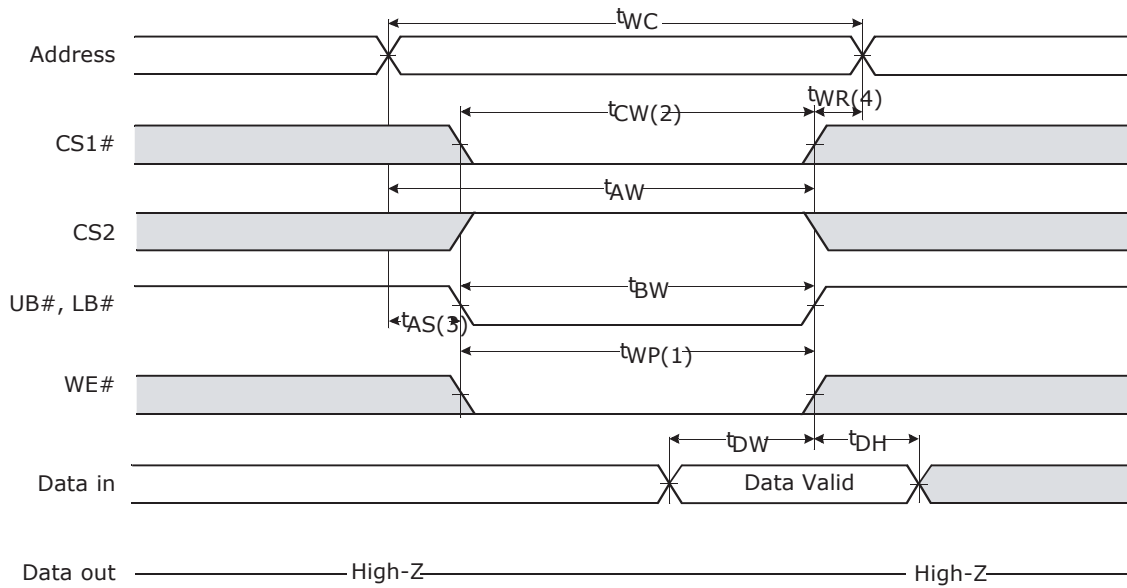 tWC
Address
tCW(2)
tWR(4)
CS1#
tAW
CS2
tBW
UB#, LB#
tAS(3)
tWP(1)
WE#
tDW
tDH
Data in
Data Valid
Data out
High-Z
High-Z